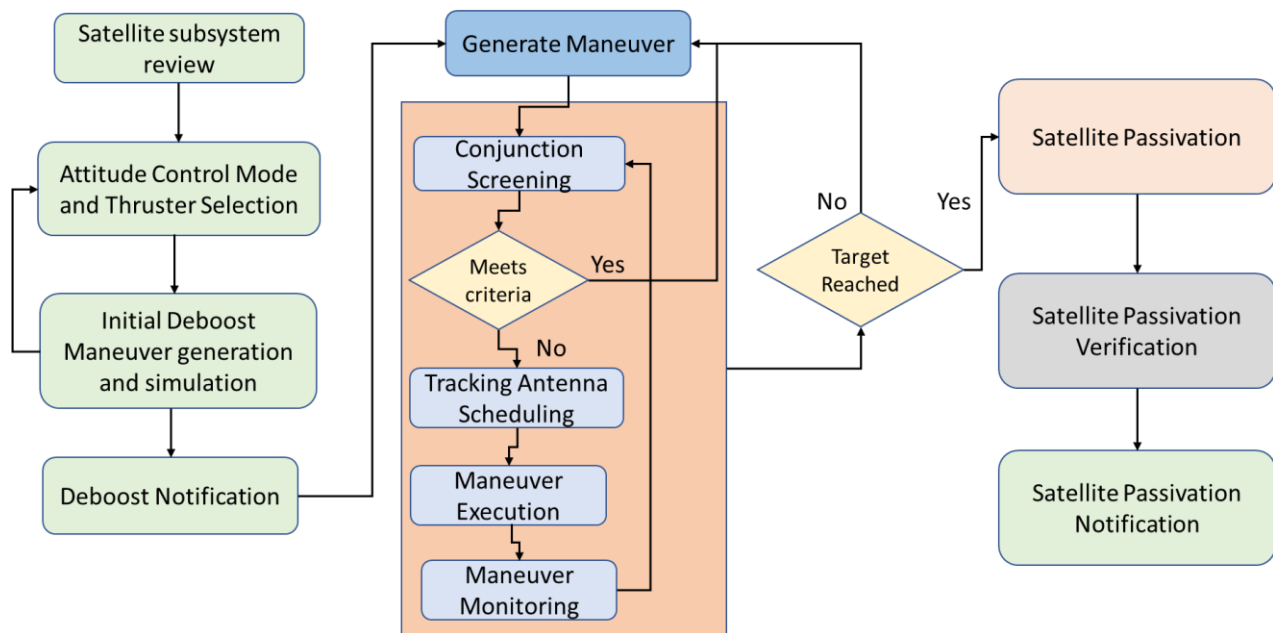 Satellite subsystem
review
Attitude Control Mode
and Thruster Selection
Initial Deboost
Maneuver generation
and simulation
Deboost Notification
Generate Maneuver
Conjunction
Screening
Meets
criteria
Yes
No
Tracking Antenna
Scheduling
Maneuver
Execution
Maneuver
Monitoring
No
Yes
Target
Reached
Satellite Passivation
Satellite Passivation
Verification
Satellite Passivation
Notification